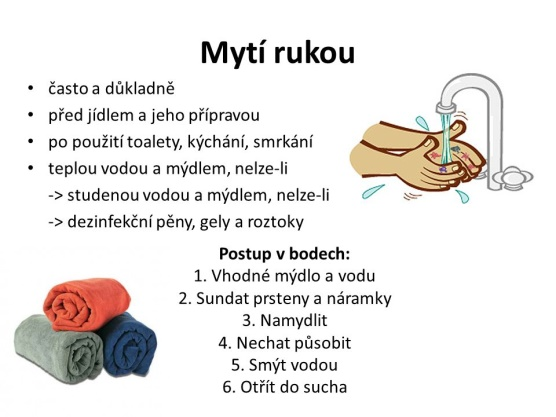 Mytí rukou
• často a důkladně
• před jídlem a jeho přípravou
• po použití toalety, kýchání, smrkání
• teplou vodou a mýdlem, nelze-li
-> studenou vodou a mýdlem, nelze-li
-> dezinfekční pěny, gely a roztoky
Postup v bodech:
1. Vhodné mýdlo a vodu
2. Sundat prsteny a náramky
3. Namydlit
4. Nechat působit
5. Smýt vodou
6. Otřít do sucha